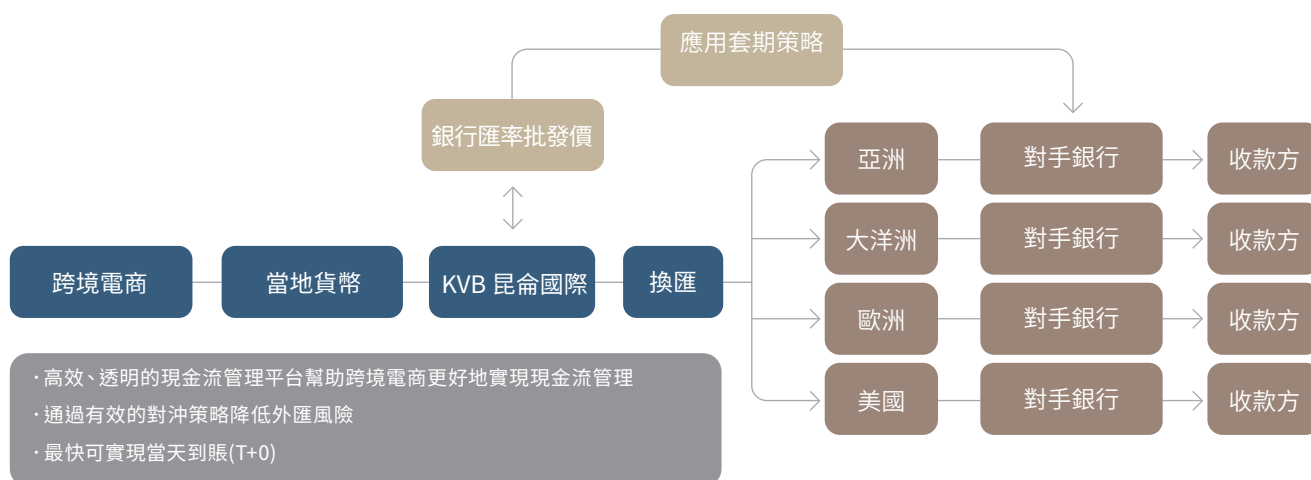 應用套期策略
銀行匯率批發價
亞洲
對手銀行
收款方
大洋洲
對手銀行
收款方
跨境電商
當地貨幣
KVB 昆侖國際
換匯
歐洲
對手銀行
收款方
美國
對手銀行
收款方
·高效、透明的現金流管理平台幫助跨境電商更好地實現現金流管理
·通過有效的對沖策略降低外匯風險
·最快可實現當天到賬(T+0)